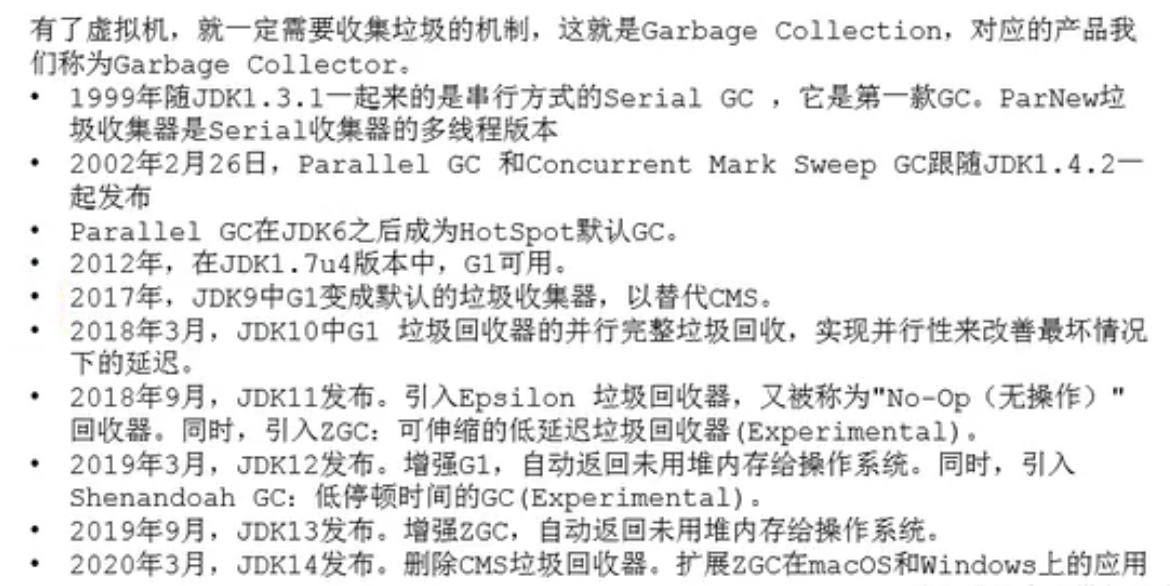 有了虚拟机，就一定需要收集垃圾的机制，这就是Garbage Collection，对应的产品我
们称为Garbage Collector。
• 1999年随JDK1.3.1一起来的是串行方式的Serial GC ，它是第一款GC。ParNew垃
圾收集器是Serial收集器的多线程版本
• 2002年2月26日，Parallel GC 和Concurrent Mark Sweep GC跟随JDK1.4.2一
起发布
• Parallel GC在JDK6之后成为HotSpot默认GC。
• 2012年，在JDK1.7u4版本中，G1可用。
• 2017年，JDK9中G1变成默认的垃圾收集器，以替代CMS。
• 2018年3月，JDK10中G1 垃圾回收器的并行完整垃圾回收，实现并行性来改善最坏情况
下的延迟。
• 2018年9月，JDK11发布。引入Epsilon 垃圾回收器，又被称为"No-Op（无操作）"
回收器。同时，引入ZGC：可伸缩的低延迟垃圾回收器(Experimental)。
• 2019年3月，JDK12发布。增强G1，自动返回未用堆内存给操作系统。同时，引入
Shenandoah GC：低停顿时间的GC(Experimental)。
• 2019年9月，JDK13发布。增强ZGC，自动返回未用堆内存给操作系统。
• 2020年3月，JDK14发布。删除CMS垃圾回收器。扩展ZGC在macOS和Windows上的应用